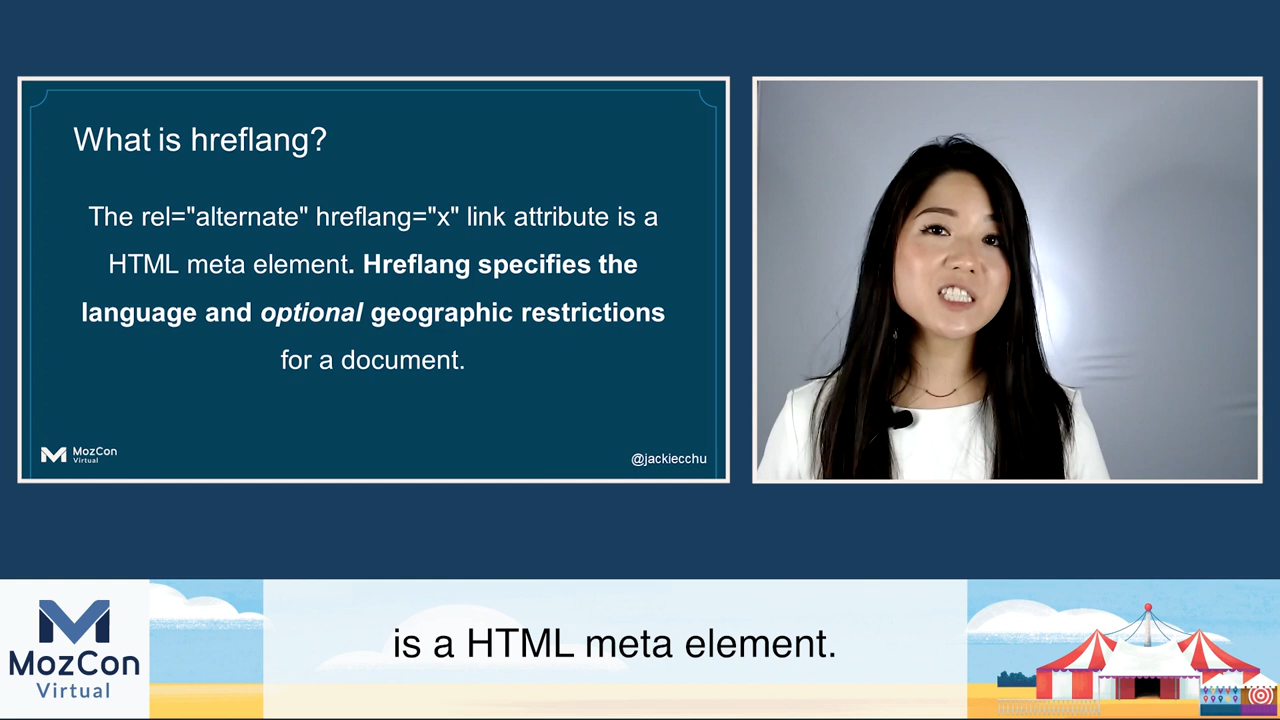 What is hreflang?
The rel="alternate" hreflang="x" link attribute is a
HTML meta element. Hreflang specifies the
language and optional geographic restrictions
for a document.
MozCon
Virtual
@jackiecchu
MozCon
Virtual
is a HTML meta element.